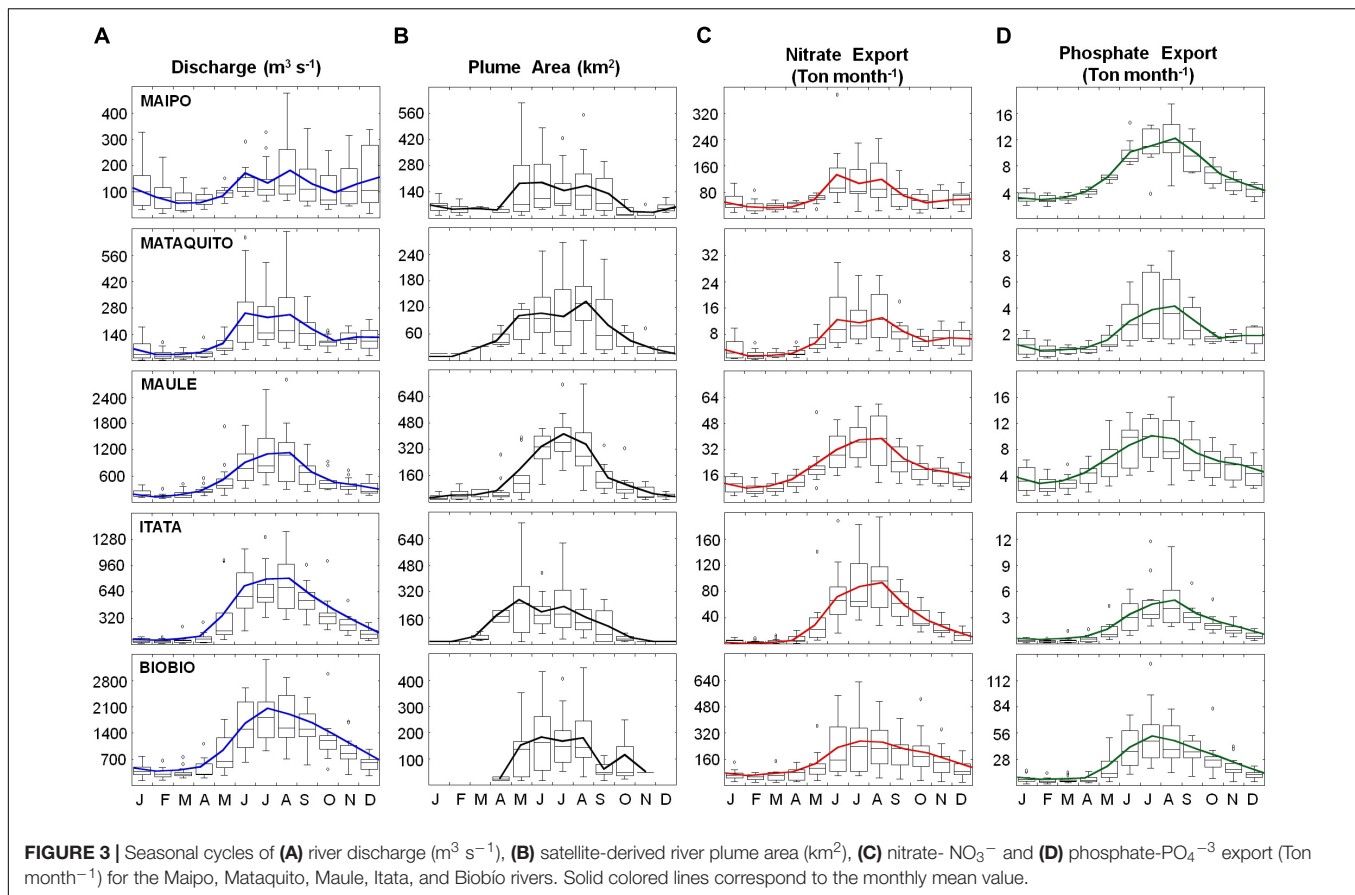 A B C D
Discharge (m³ s⁻¹) Plume Area (km²) Nitrate Export Phosphate Export
(Ton month⁻¹) (Ton month⁻¹)
MAIPO
400 560 320 16
300 420 240 12
200 280 160 8
100 140 80 4
MATAQUITO
560 240 32 8
420 180 24 6
280 120 16 4
140 60 8 2
MAULE
2400 640 64 16
1800 480 48 12
1200 320 32 8
600 160 16 4
ITATA
1280 640 160 12
960 480 120 9
640 320 80 6
320 160 40 3
BIOBIO
2800 400 640 112
2100 300 480 84
1400 200 320 56
700 100 160 28
J F M A M J J A S O N D J F M A M J J A S O N D J F M A M J J A S O N D J F M A M J J A S O N D
FIGURE 3 | Seasonal cycles of (A) river discharge (m³ s⁻¹), (B) satellite-derived river plume area (km²), (C) nitrate- NO₃⁻ and (D) phosphate-PO₄⁻³ export (Ton
month⁻¹) for the Maipo, Mataquito, Maule, Itata, and Biobío rivers. Solid colored lines correspond to the monthly mean value.